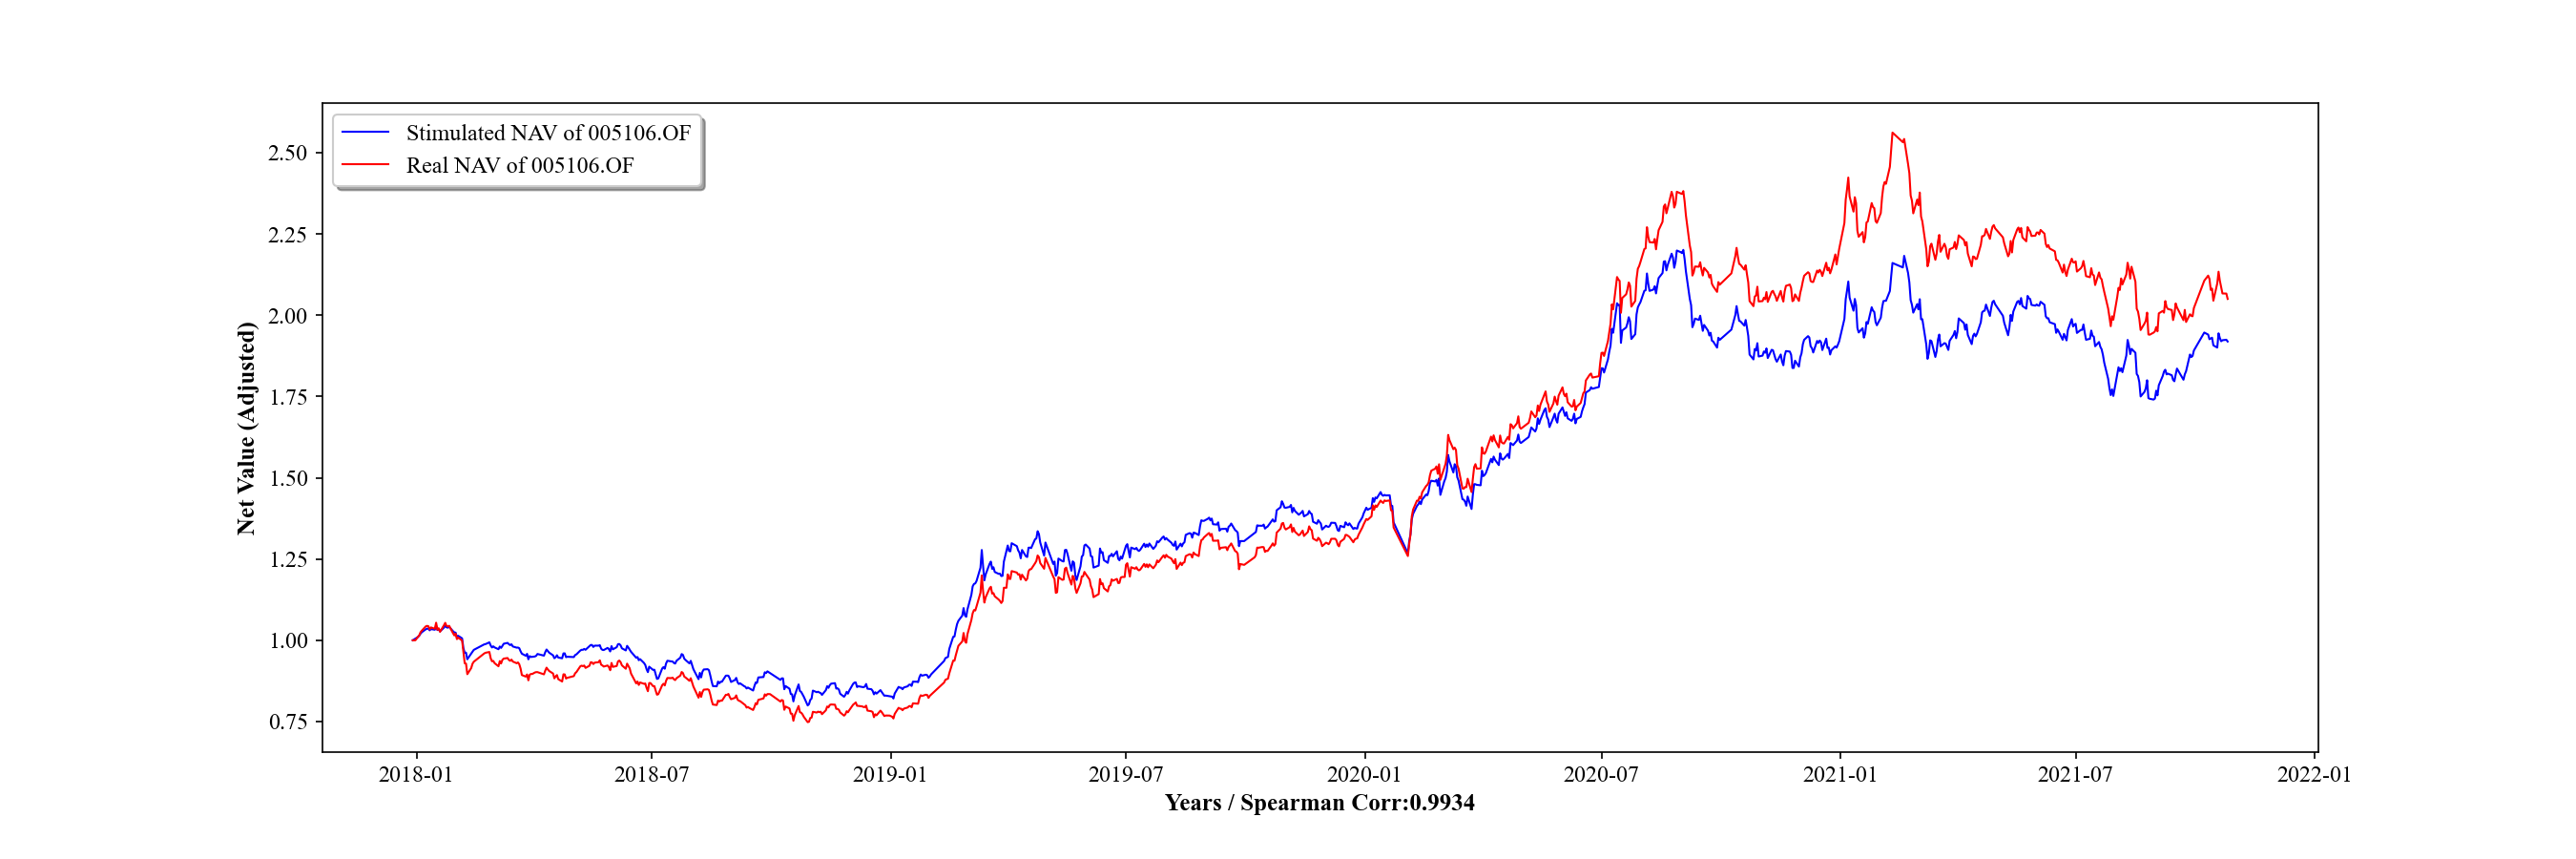 Stimulated NAV of 005106.OF
Real NAV of 005106.OF
2.50
2.25
2.00
1.75
1.50
1.25
1.00
0.75
Net Value (Adjusted)
2018-01 2018-07 2019-01 2019-07 2020-01 2020-07 2021-01 2021-07 2022-01
Years / Spearman Corr:0.9934